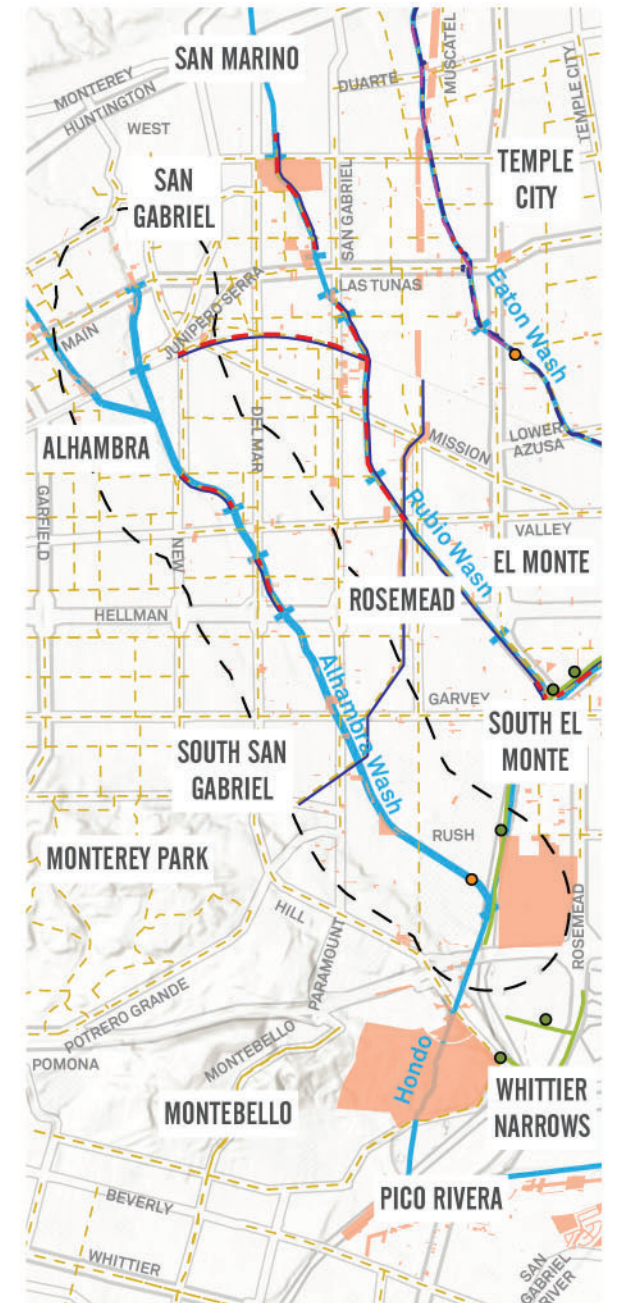 SAN MARINO
MUSCATEL
DUARTE
MONTEREY
HUNTINGTON
TEMPLE CITY
WEST
TEMPLE
CITY
SAN
GABRIEL
SAN GABRIEL
LAS TUNAS
Eaton Wash
JUNIPERO SERRA
MAIN
DEL MAR
MISSION
LOWER
AZUSA
ALHAMBRA
GARFIELD
Rubio Wash
VALLEY
NEW
EL MONTE
ROSEMEAD
HELLMAN
Alhambra Wash
GARVEY
SOUTH EL
MONTE
SOUTH SAN
GABRIEL
RUSH
MONTEREY PARK
HILL
ROSEMEAD
PARAMOUNT
POTRERO GRANDE
MONTEBELLO
POMONA
Hondo
WHITTIER
NARROWS
MONTEBELLO
PICO RIVERA
BEVERLY
WHITTIER
SAN
GABRIEL
RIVER